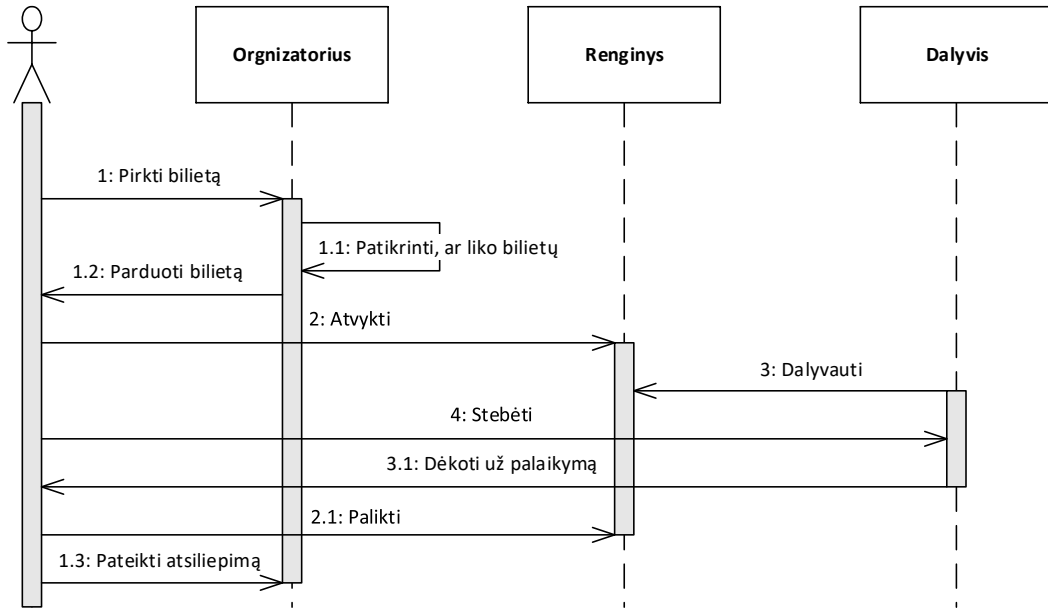 Orgnizatorius
Renginys
Dalyvis
1: Pirkti bilietą
1.1: Patikrinti, ar liko bilietų
1.2: Parduoti bilietą
2: Atvykti
3: Dalyvauti
4: Stebėti
3.1: Dėkoti už palaikymą
2.1: Palikti
1.3: Pateikti atsiliepimą